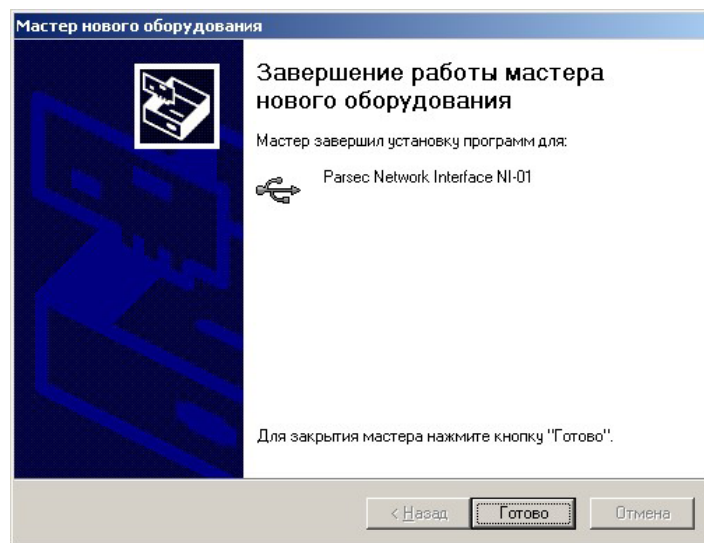 Мастер нового оборудования
Завершение работы мастера
нового оборудования
Мастер завершил установку программ для:
Parsec Network Interface NI-01
Для закрытия мастера нажмите кнопку "Готово".
< Назад
Готово
Отмена